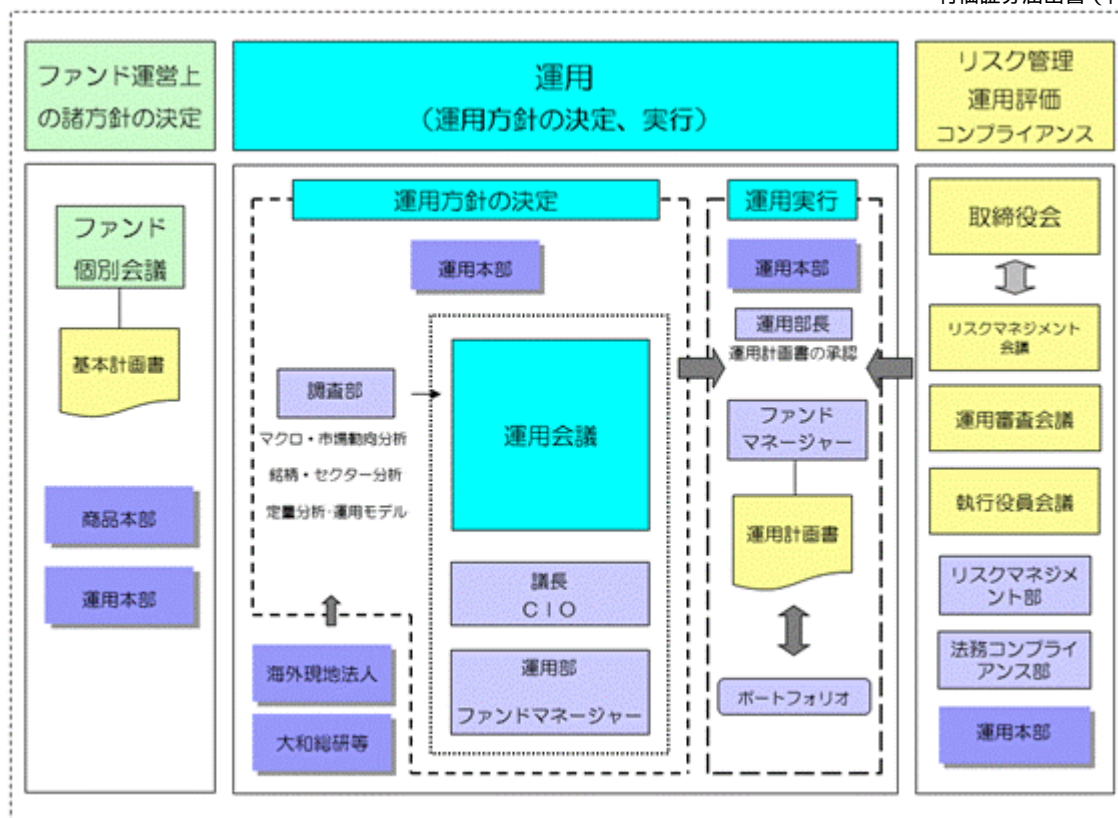 ファンド運営上
の諸方針の決定
運用
（運用方針の決定、実行）
リスク管理
運用評価
コンプライアンス
ファンド
個別会議
基本計画書
商品本部
運用本部
運用方針の決定
運用本部
調査部
マクロ・市場動向分析
銘柄・セクター分析
定量分析・運用モデル
運用会議
議長
ＣＩＯ
運用部
ファンドマネージャー
海外現地法人
大和総研等
運用実行
運用本部
運用部長
運用計画書の承認
ファンド
マネージャー
運用計画書
ポートフォリオ
取締役会
リスクマネジメント
会議
運用審査会議
執行役員会議
リスクマネジメ
ント部
法務コンプライ
アンス部
運用本部